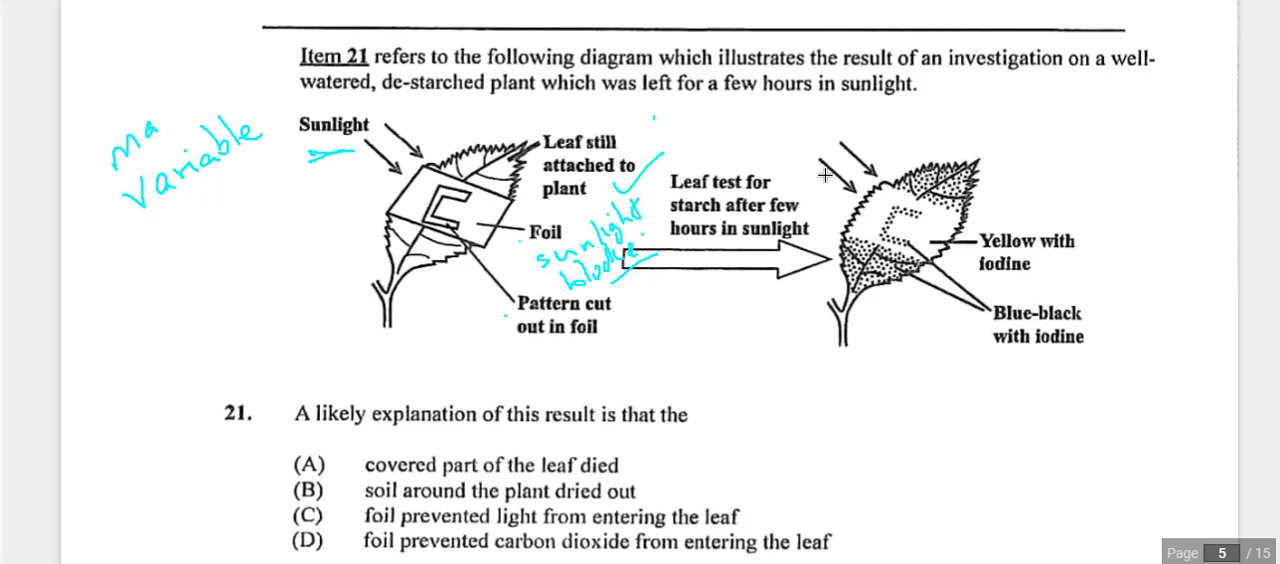 Item 21 refers to the following diagram which illustrates the result of an investigation on a well-
watered, de-starched plant which was left for a few hours in sunlight.
ma
variable
Sunlight
Leaf still
attached to
plant
Foil
sunlight
Pattern cut
out in foil
Leaf test for
starch after few
hours in sunlight
Yellow with
iodine
Blue-black
with iodine
21. A likely explanation of this result is that the
(A) covered part of the leaf died
(B) soil around the plant dried out
(C) foil prevented light from entering the leaf
(D) foil prevented carbon dioxide from entering the leaf
Page 5 / 15